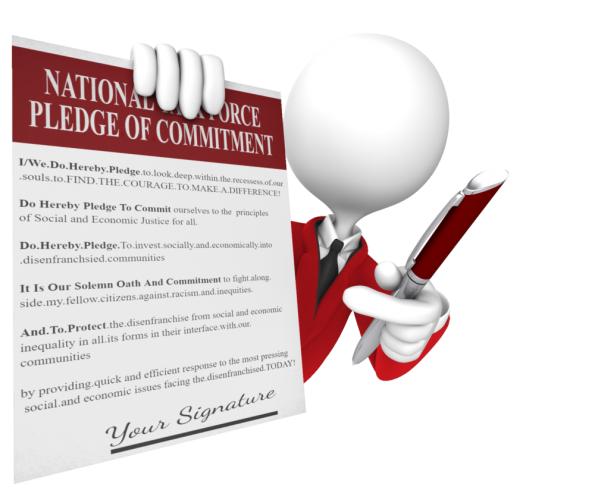 NATIONAL FORCE
PLEDGE OF COMMITMENT
I/We.Do.Hereby.Pledge.to.look.deep.within.the.recessess.of.our
.souls.to.FIND.THE.COURAGE.TO.MAKE.A.DIFFERENCE!
Do Hereby Pledge To Commit ourselves to the principles
of Social and Economic Justice for all.
Do.Hereby.Pledge.To.invest.socially.and.economically.into
.disenfranchsied.communities
It Is Our Solemn Oath And Commitment to fight.along.
side.my.fellow.citizens.against.racism.and.inequities.
And.To.Protect.the.disenfranchise from social and economic
inequality in all.its forms in their interface.with.our.
communities
by providing.quick and efficient response to the most pressing
social.and economic issues facing the.disenfranchised.TODAY!
Your Signature